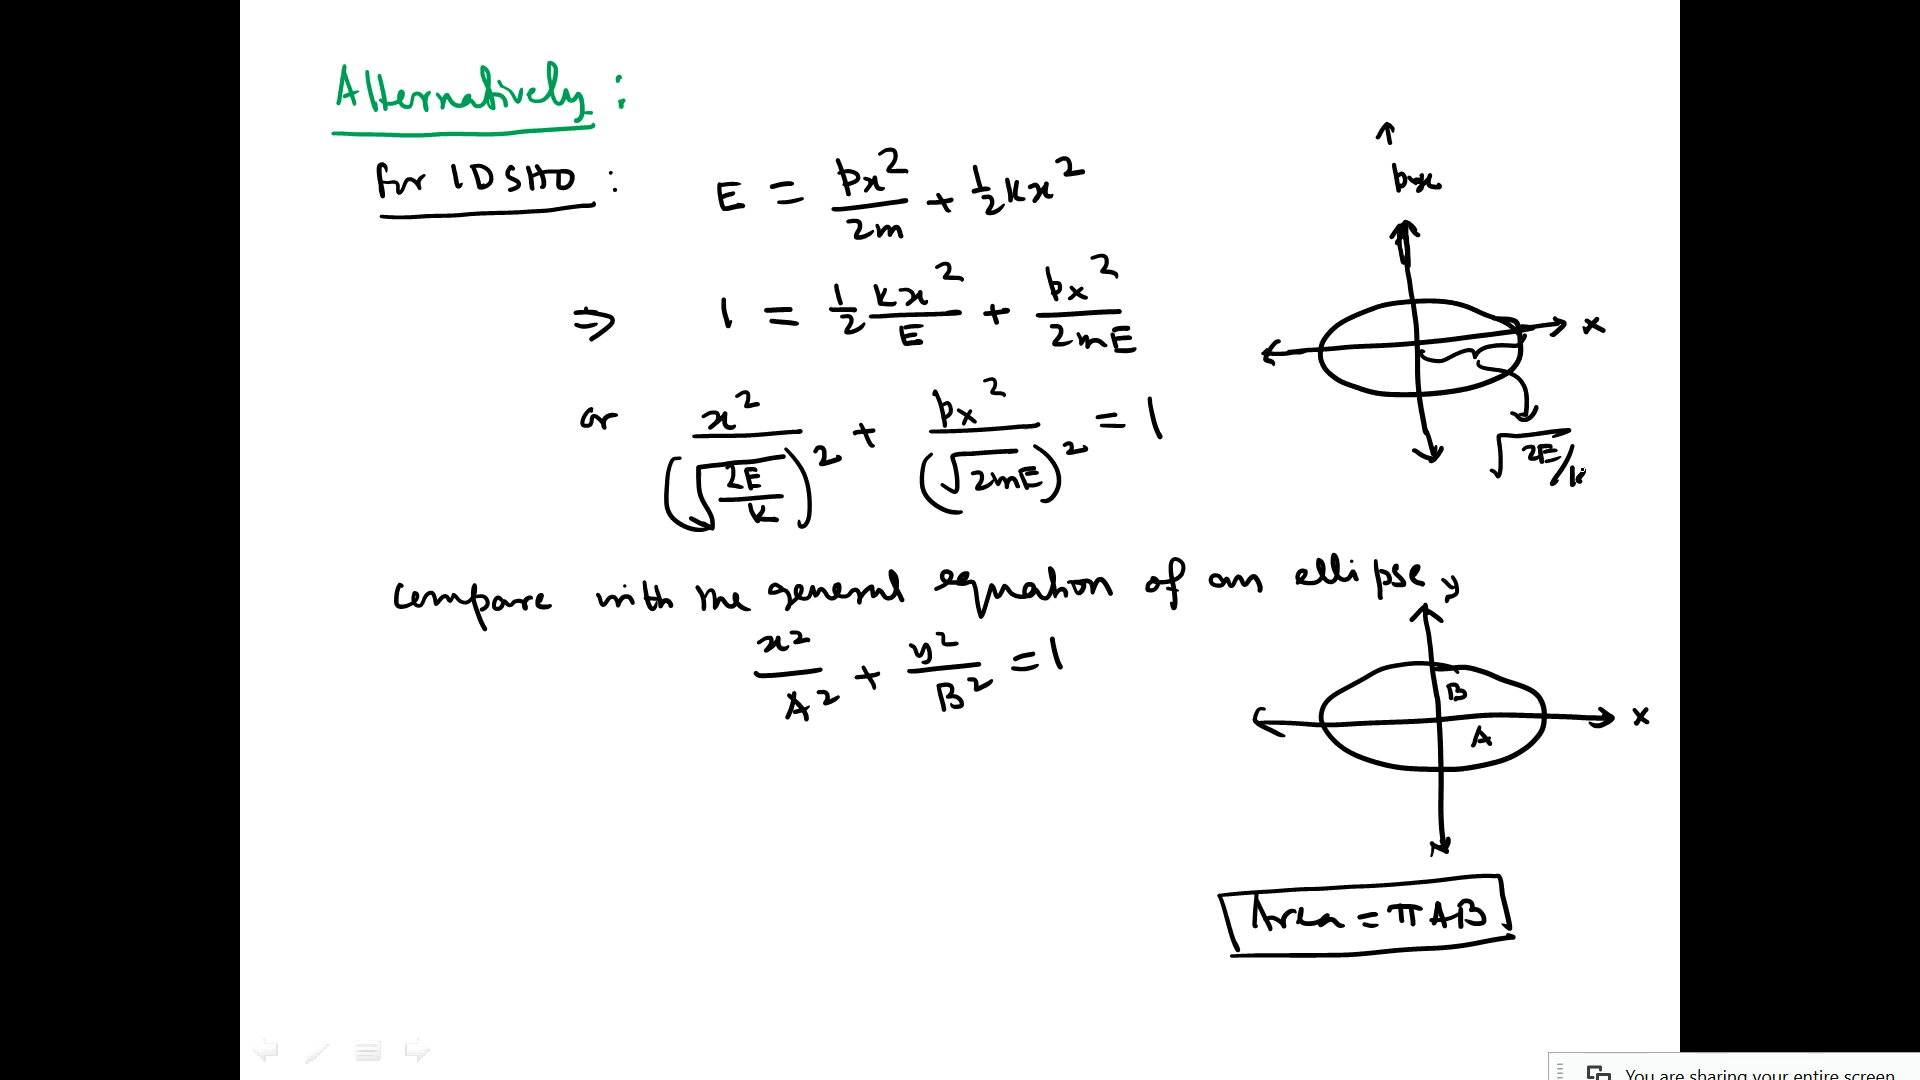 Alternatively :
for 1D SHO :
E = px²/2m + ½kx²
⇒ 1 = ½ kx²/E + px²/2mE
or x²/(√(2E/k))² + px²/(√2mE)² = 1
px
x
√2E/k
compare with the general equation of an ellipse
x²/A² + y²/B² = 1
y
B
x
A
Area = πAB
You are sharing your entire screen